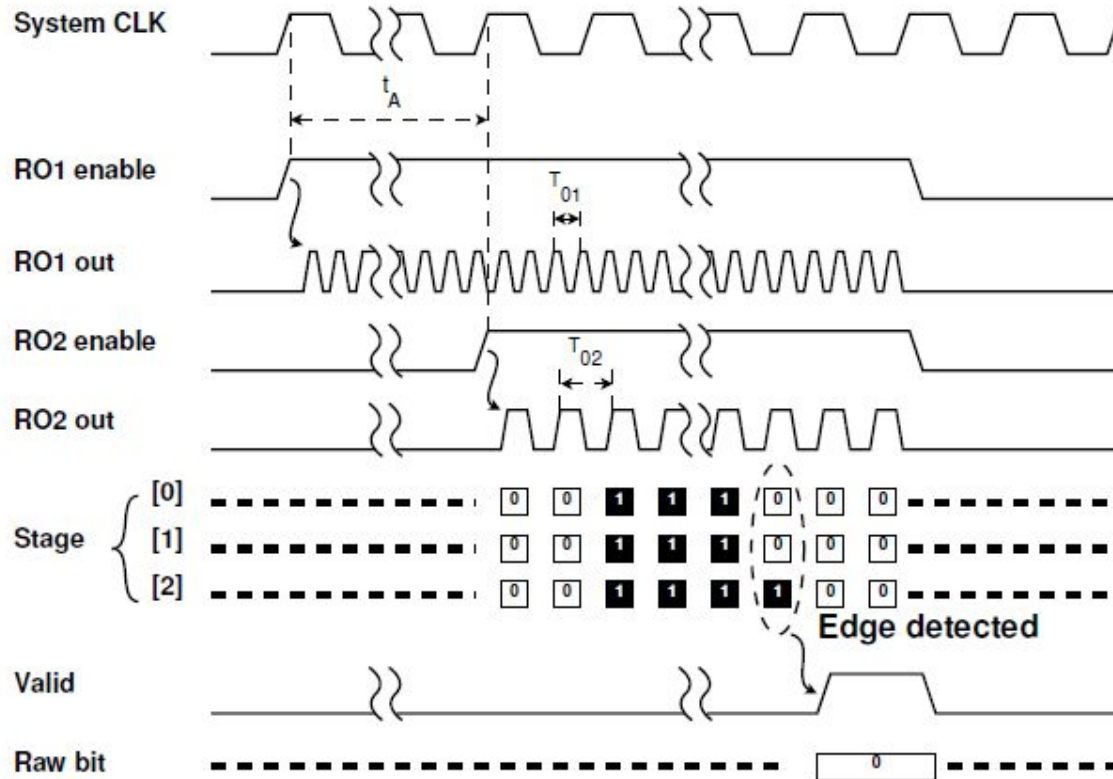 System CLK
t_A
RO1 enable
T_01
RO1 out
RO2 enable
T_02
RO2 out
[0] 0 0 1 1 1 0 0 0
Stage [1] 0 0 1 1 1 0 0 0
[2] 0 0 1 1 1 1 0 0
Edge detected
Valid
Raw bit 0